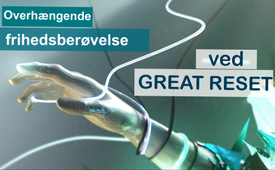 Overhængende
frihedsberøvelse
ved
GREAT RESET